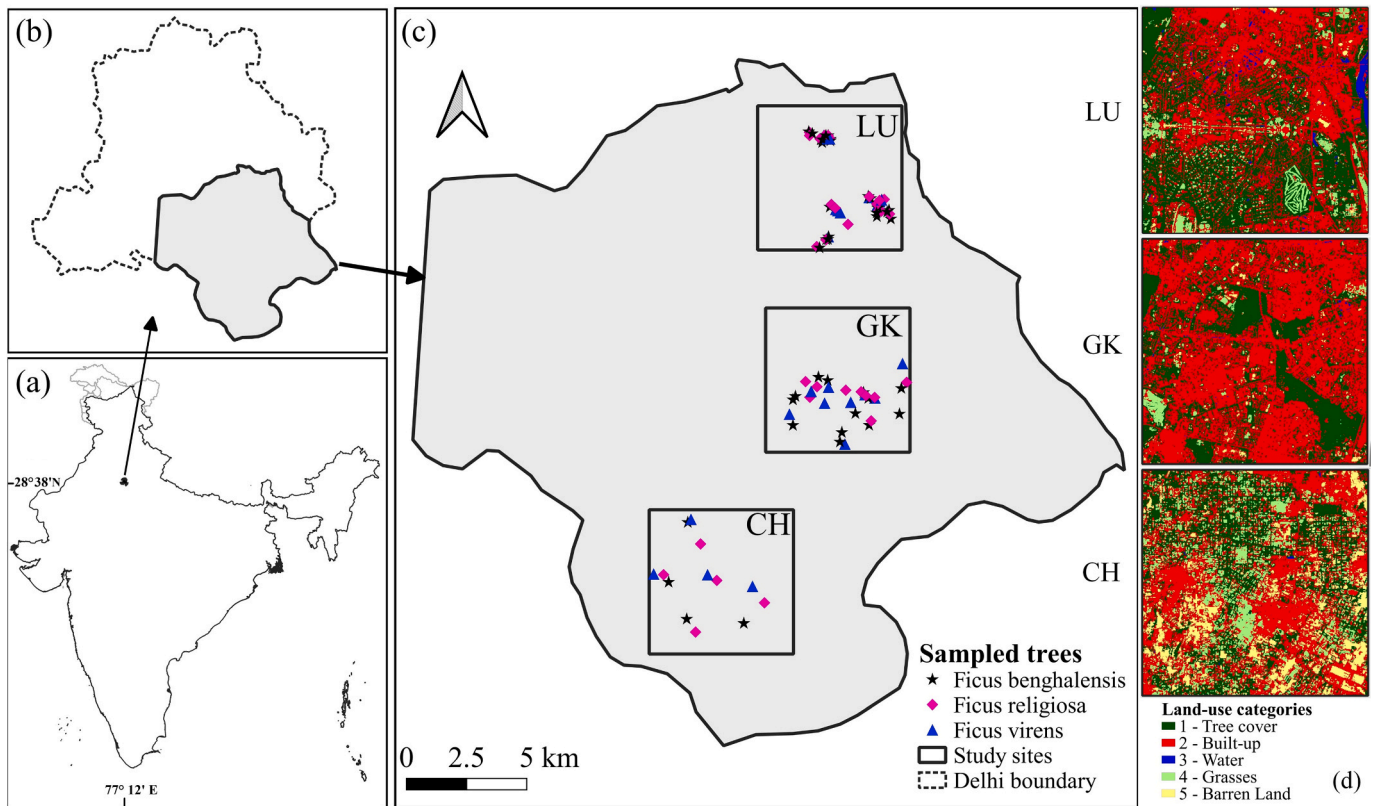 (b)
(a)
28°38'N
77° 12' E
(c)
LU
GK
CH
Sampled trees
Ficus benghalensis
Ficus religiosa
Ficus virens
Study sites
Delhi boundary
0 2.5 5 km
LU
GK
CH
Land-use categories
1 - Tree cover
2 - Built-up
3 - Water
4 - Grasses
5 - Barren Land
(d)